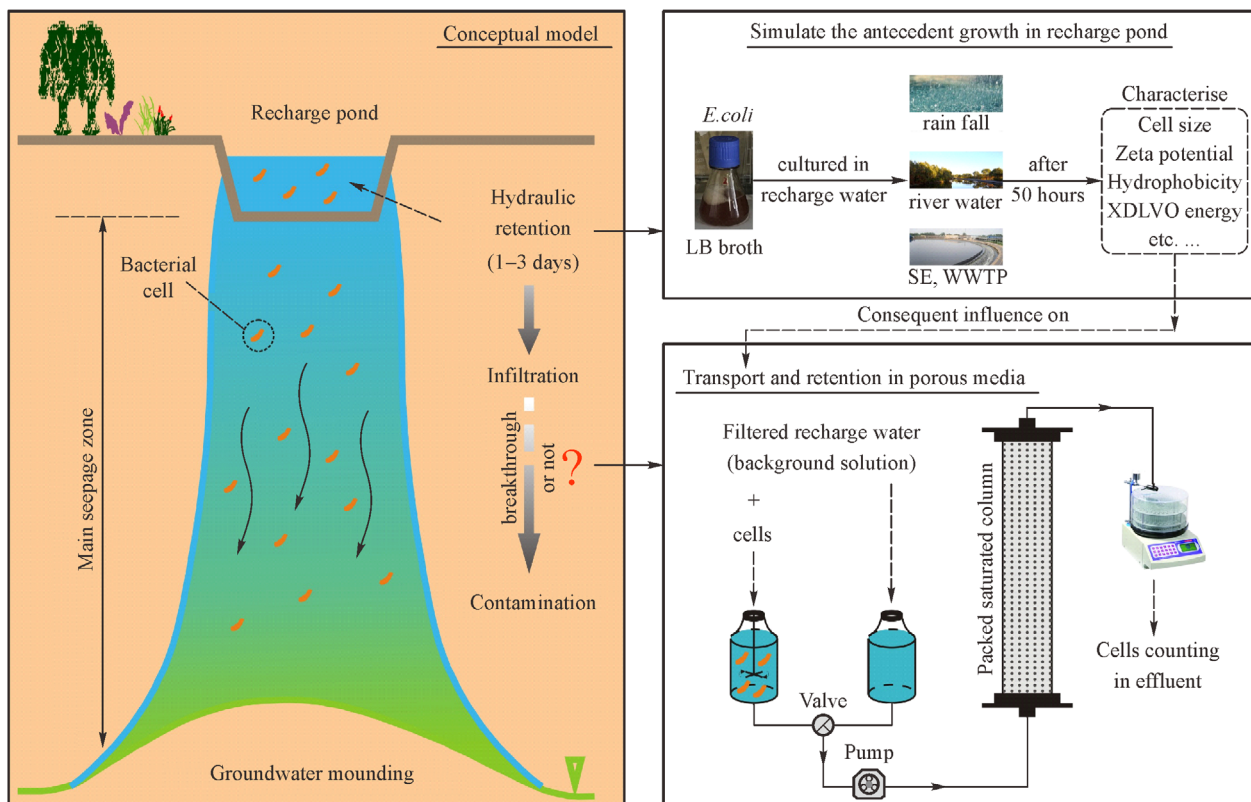 Conceptual model
Recharge pond
Hydraulic
retention
(1–3 days)
Bacterial
cell
Infiltration
breakthrough
or not
?
Contamination
Main seepage zone
Groundwater mounding
Simulate the antecedent growth in recharge pond
E.coli
LB broth
cultured in
recharge water
rain fall
river water
SE, WWTP
after
50 hours
Characterise
Cell size
Zeta potential
Hydrophobicity
XDLVO energy
etc. ...
Consequent influence on
Transport and retention in porous media
Filtered recharge water
(background solution)
+
cells
Valve
Pump
Packed saturated column
Cells counting
in effluent